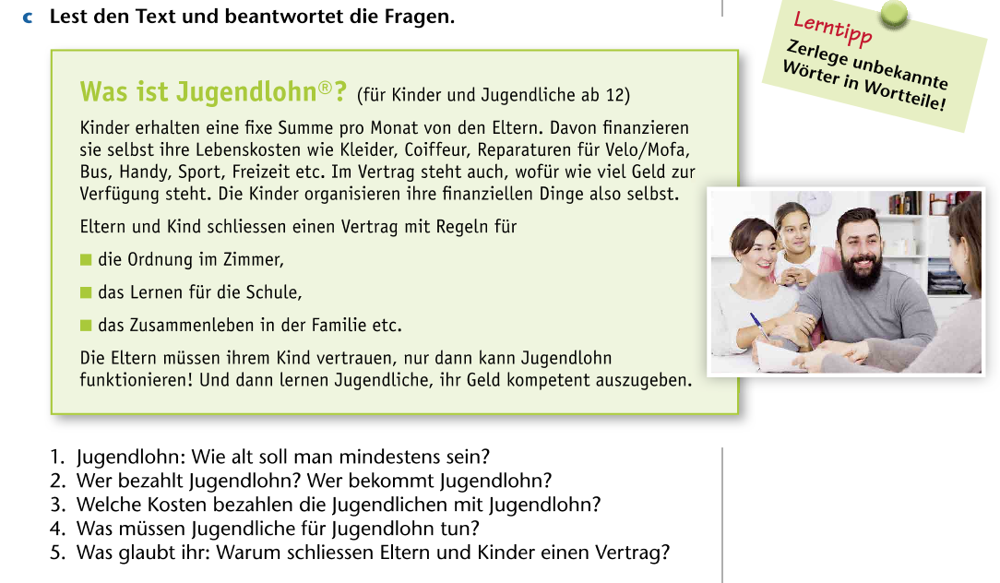 c Lest den Text und beantwortet die Fragen.
Lerntipp
Zerlege unbekannte
Wörter in Wortteile!
Was ist Jugendlohn®? (für Kinder und Jugendliche ab 12)
Kinder erhalten eine fixe Summe pro Monat von den Eltern. Davon finanzieren
sie selbst ihre Lebenskosten wie Kleider, Coiffeur, Reparaturen für Velo/Mofa,
Bus, Handy, Sport, Freizeit etc. Im Vertrag steht auch, wofür wie viel Geld zur
Verfügung steht. Die Kinder organisieren ihre finanziellen Dinge also selbst.
Eltern und Kind schliessen einen Vertrag mit Regeln für
■ die Ordnung im Zimmer,
■ das Lernen für die Schule,
■ das Zusammenleben in der Familie etc.
Die Eltern müssen ihrem Kind vertrauen, nur dann kann Jugendlohn
funktionieren! Und dann lernen Jugendliche, ihr Geld kompetent auszugeben.
1. Jugendlohn: Wie alt soll man mindestens sein?
2. Wer bezahlt Jugendlohn? Wer bekommt Jugendlohn?
3. Welche Kosten bezahlen die Jugendlichen mit Jugendlohn?
4. Was müssen Jugendliche für Jugendlohn tun?
5. Was glaubt ihr: Warum schliessen Eltern und Kinder einen Vertrag?